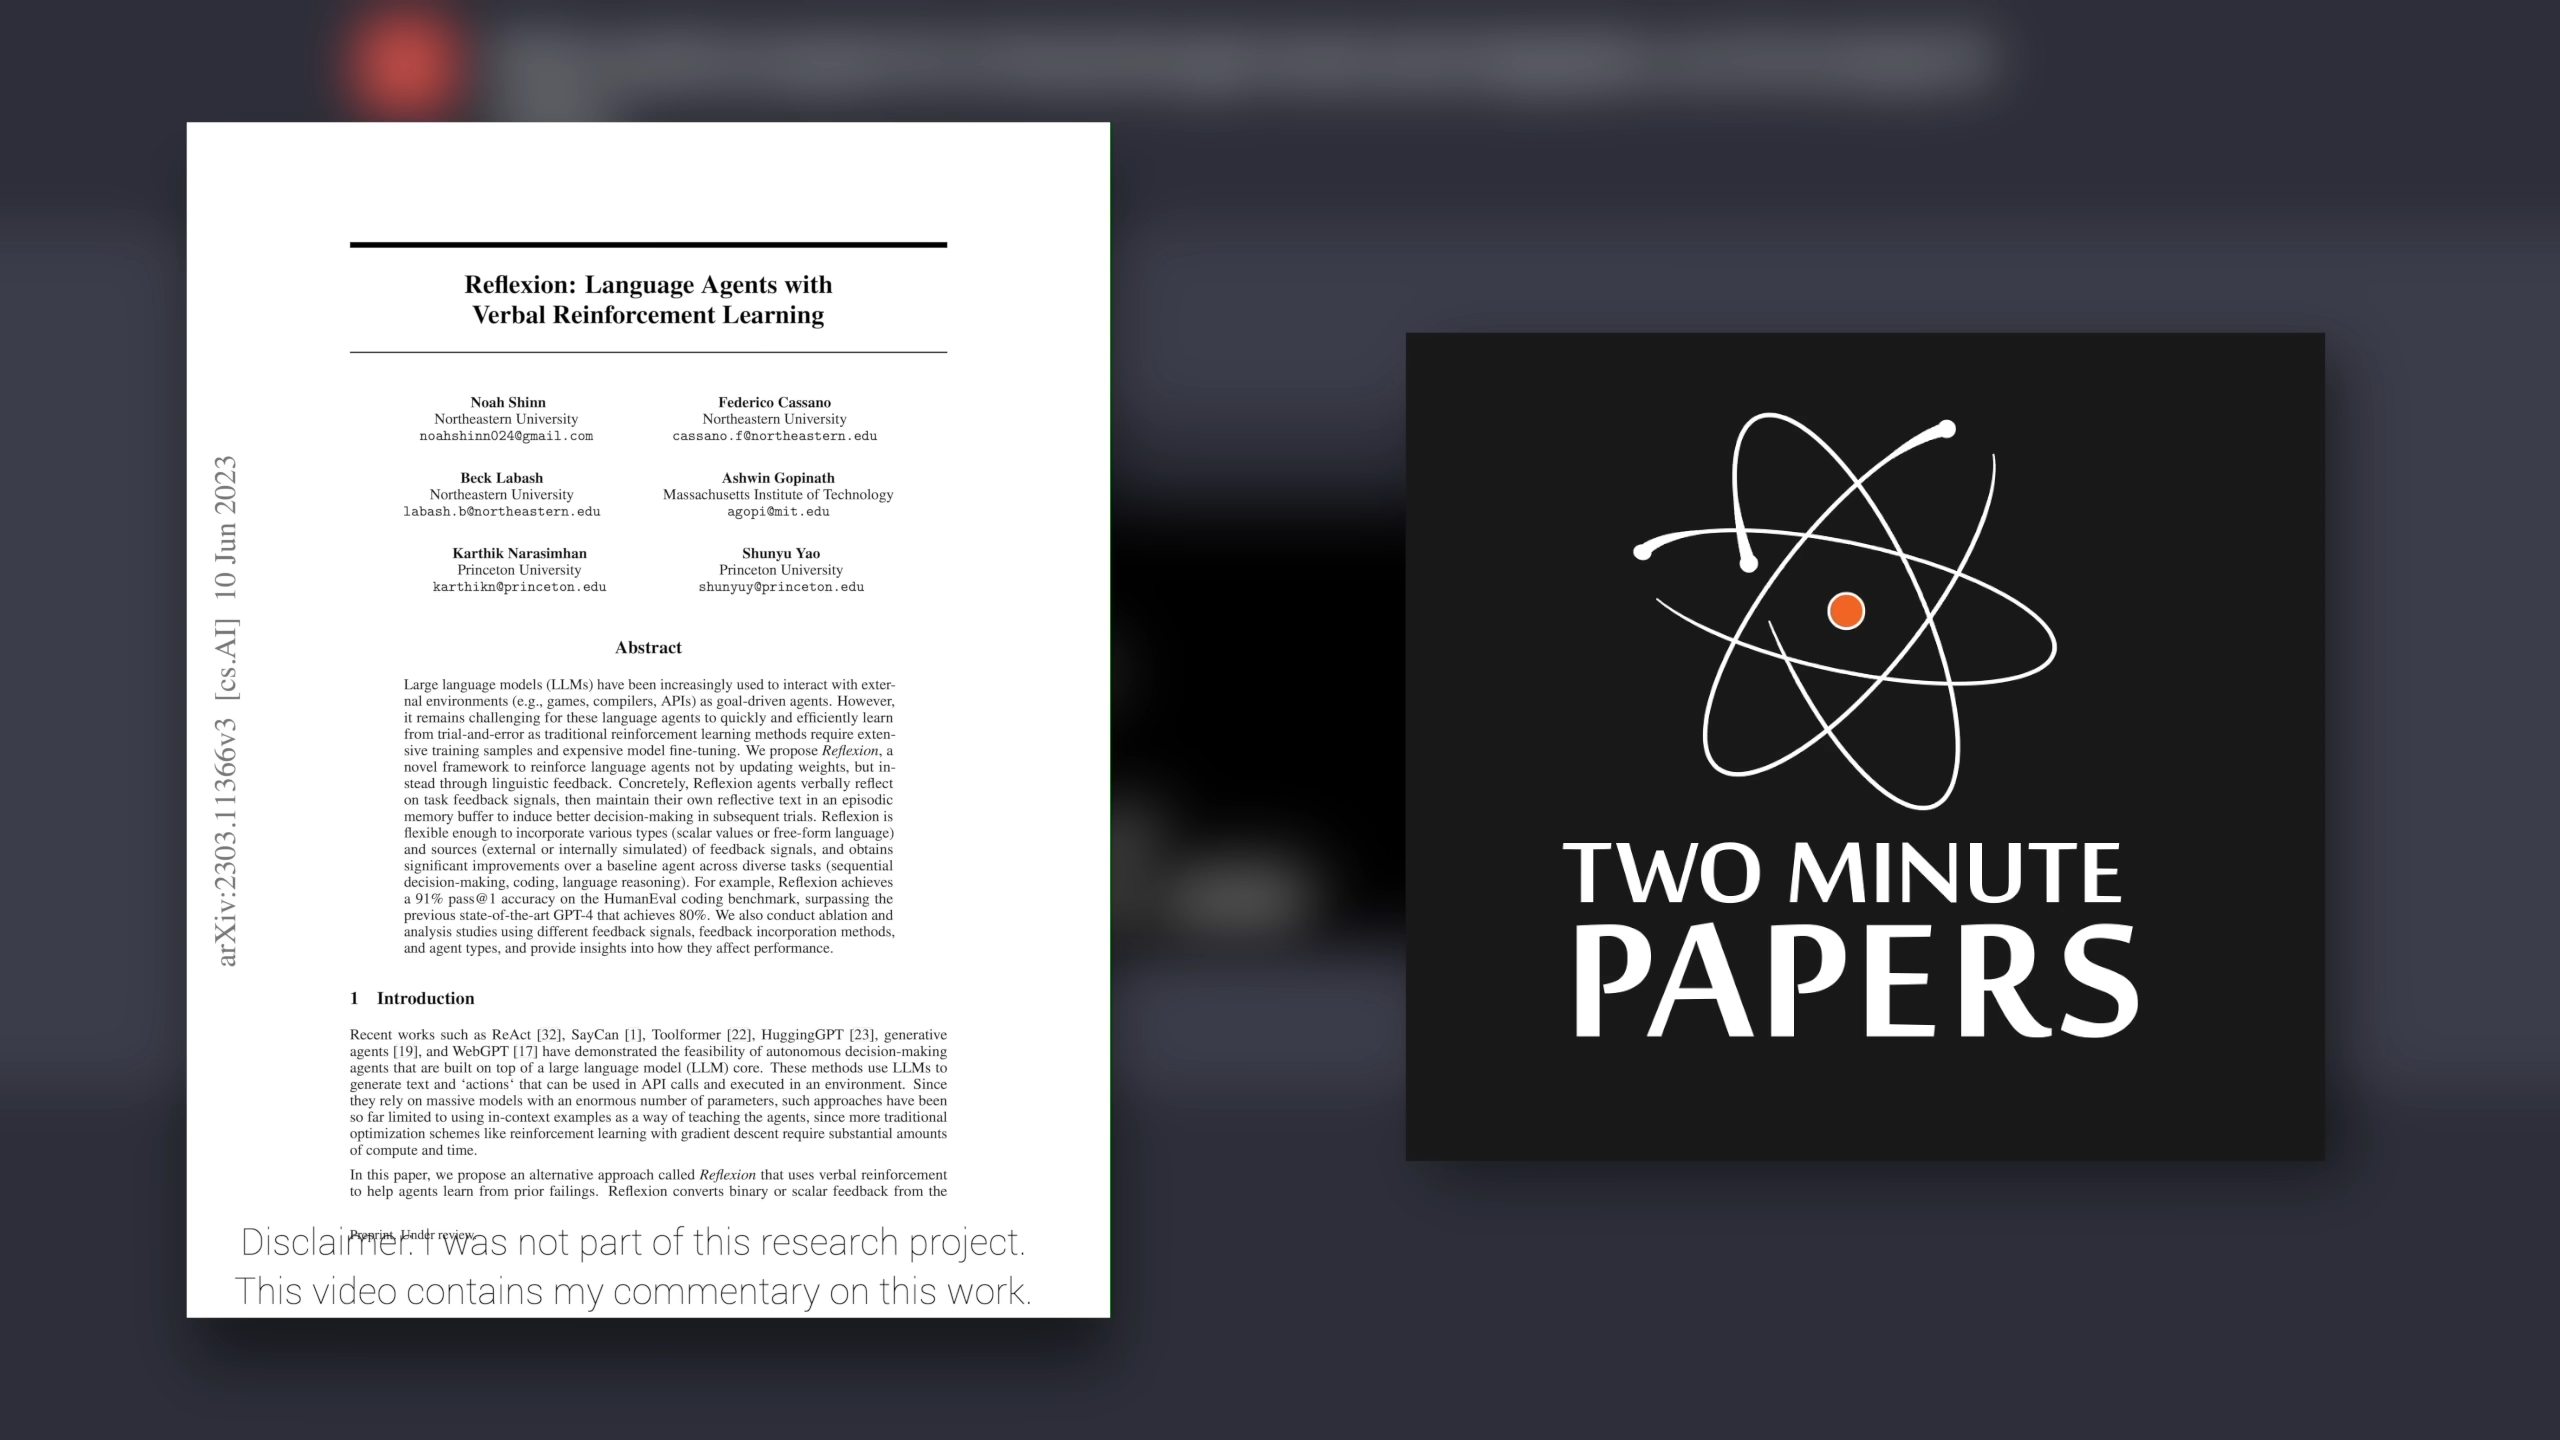 Reflexion: Language Agents with
Verbal Reinforcement Learning
Noah Shinn
Northeastern University
noahshinn024@gmail.com
Federico Cassano
Northeastern University
cassano.f@northeastern.edu
Beck Labash
Northeastern University
labash.b@northeastern.edu
Ashwin Gopinath
Massachusetts Institute of Technology
agopi@mit.edu
Karthik Narasimhan
Princeton University
karthikn@princeton.edu
Shunyu Yao
Princeton University
shunyuy@princeton.edu
arXiv:2303.11366v3 [cs.AI] 10 Jun 2023
Abstract
Large language models (LLMs) have been increasingly used to interact with exter-
nal environments (e.g., games, compilers, APIs) as goal-driven agents. However,
it remains challenging for these language agents to quickly and efficiently learn
from trial-and-error as traditional reinforcement learning methods require exten-
sive training samples and expensive model fine-tuning. We propose Reflexion, a
novel framework to reinforce language agents not by updating weights, but in-
stead through linguistic feedback. Concretely, Reflexion agents verbally reflect
on task feedback signals, then maintain their own reflective text in an episodic
memory buffer to induce better decision-making in subsequent trials. Reflexion is
flexible enough to incorporate various types (scalar values or free-form language)
and sources (external or internally simulated) of feedback signals, and obtains
significant improvements over a baseline agent across diverse tasks (sequential
decision-making, coding, language reasoning). For example, Reflexion achieves
a 91% pass@1 accuracy on the HumanEval coding benchmark, surpassing the
previous state-of-the-art GPT-4 that achieves 80%. We also conduct ablation and
analysis studies using different feedback signals, feedback incorporation methods,
and agent types, and provide insights into how they affect performance.
1 Introduction
Recent works such as ReAct [32], SayCan [1], Toolformer [22], HuggingGPT [23], generative
agents [19], and WebGPT [17] have demonstrated the feasibility of autonomous decision-making
agents that are built on top of a large language model (LLM) core. These methods use LLMs to
generate text and ‘actions‘ that can be used in API calls and executed in an environment. Since
they rely on massive models with an enormous number of parameters, such approaches have been
so far limited to using in-context examples as a way of teaching the agents, since more traditional
optimization schemes like reinforcement learning with gradient descent require substantial amounts
of compute and time.
In this paper, we propose an alternative approach called Reflexion that uses verbal reinforcement
to help agents learn from prior failings. Reflexion converts binary or scalar feedback from the
Preprint. Under review.
Disclaimer: I was not part of this research project.
This video contains my commentary on this work.
TWO MINUTE
PAPERS